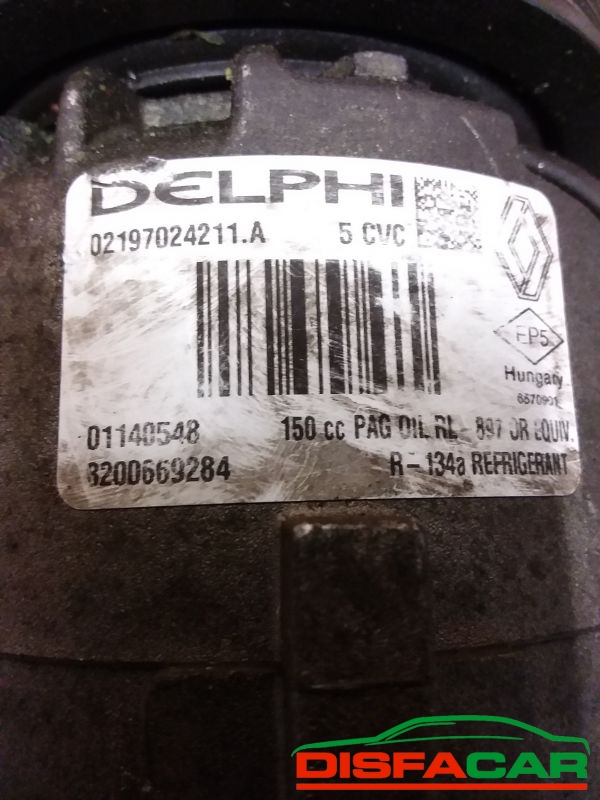 DELPHI
02197024211.A 5 CVC
EP5
Hungary
01140548 150 cc PAG OIL RL - 897 OR EQUIV.
8200669284 R - 134a REFRIGERANT
DISFACAR